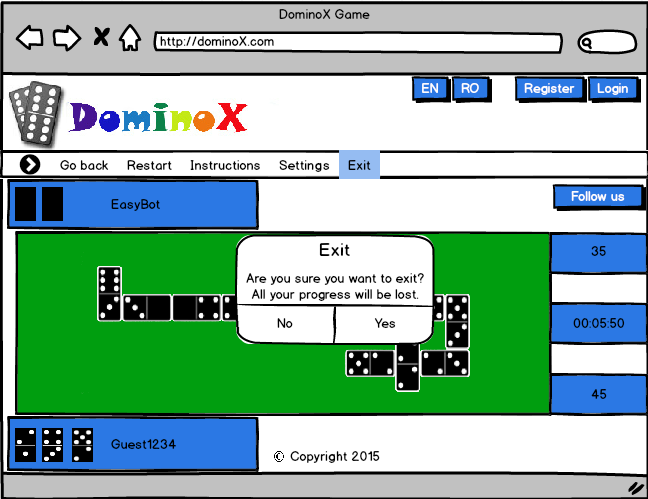 DominoX Game
http://dominoX.com
EN RO Register Login
DominoX
Go back Restart Instructions Settings Exit
EasyBot
Follow us
35
Exit
Are you sure you want to exit?
All your progress will be lost.
No Yes
00:05:50
45
Guest1234
© Copyright 2015